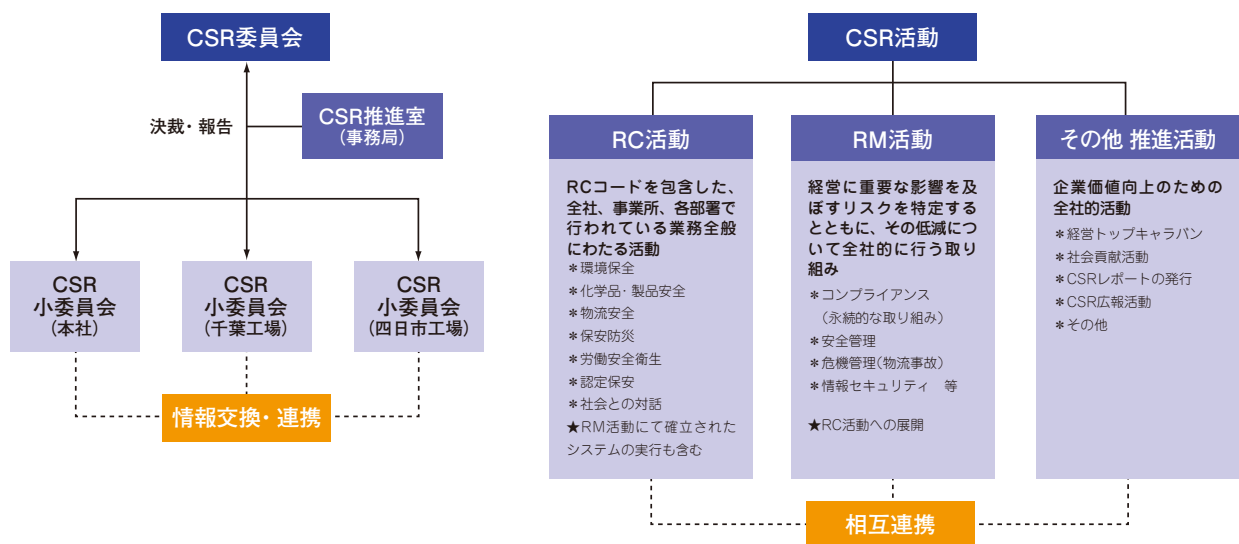 CSR委員会
決裁・報告
CSR推進室
(事務局)
CSR
小委員会
(本社)
CSR
小委員会
(千葉工場)
CSR
小委員会
(四日市工場)
情報交換・連携
CSR活動
RC活動
RCコードを包含した、
全社、事業所、各部署で
行われている業務全般
にわたる活動
＊環境保全
＊化学品・製品安全
＊物流安全
＊保安防災
＊労働安全衛生
＊認定保安
＊社会との対話
★RM活動にて確立された
システムの実行も含む
RM活動
経営に重要な影響を及
ぼすリスクを特定する
とともに、その低減につ
いて全社的に行う取り
組み
＊コンプライアンス
（永続的な取り組み）
＊安全管理
＊危機管理(物流事故)
＊情報セキュリティ　等
★RC活動への展開
その他 推進活動
企業価値向上のための
全社的活動
＊経営トップキャラバン
＊社会貢献活動
＊CSRレポートの発行
＊CSR広報活動
＊その他
相互連携